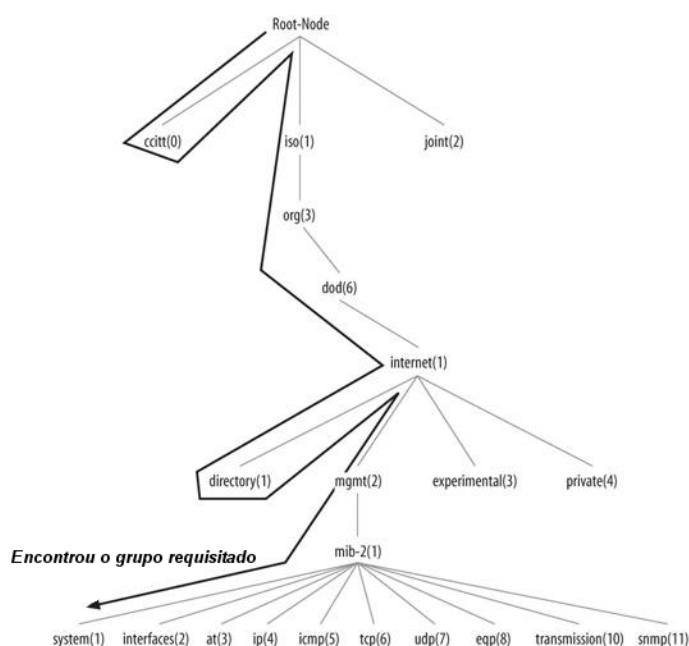 Root-Node
ccitt(0) iso(1) joint(2)
org(3)
dod(6)
internet(1)
directory(1) mgmt(2) experimental(3) private(4)
Encontrou o grupo requisitado
mib-2(1)
system(1) interfaces(2) at(3) ip(4) icmp(5) tcp(6) udp(7) egp(8) transmission(10) snmp(11)